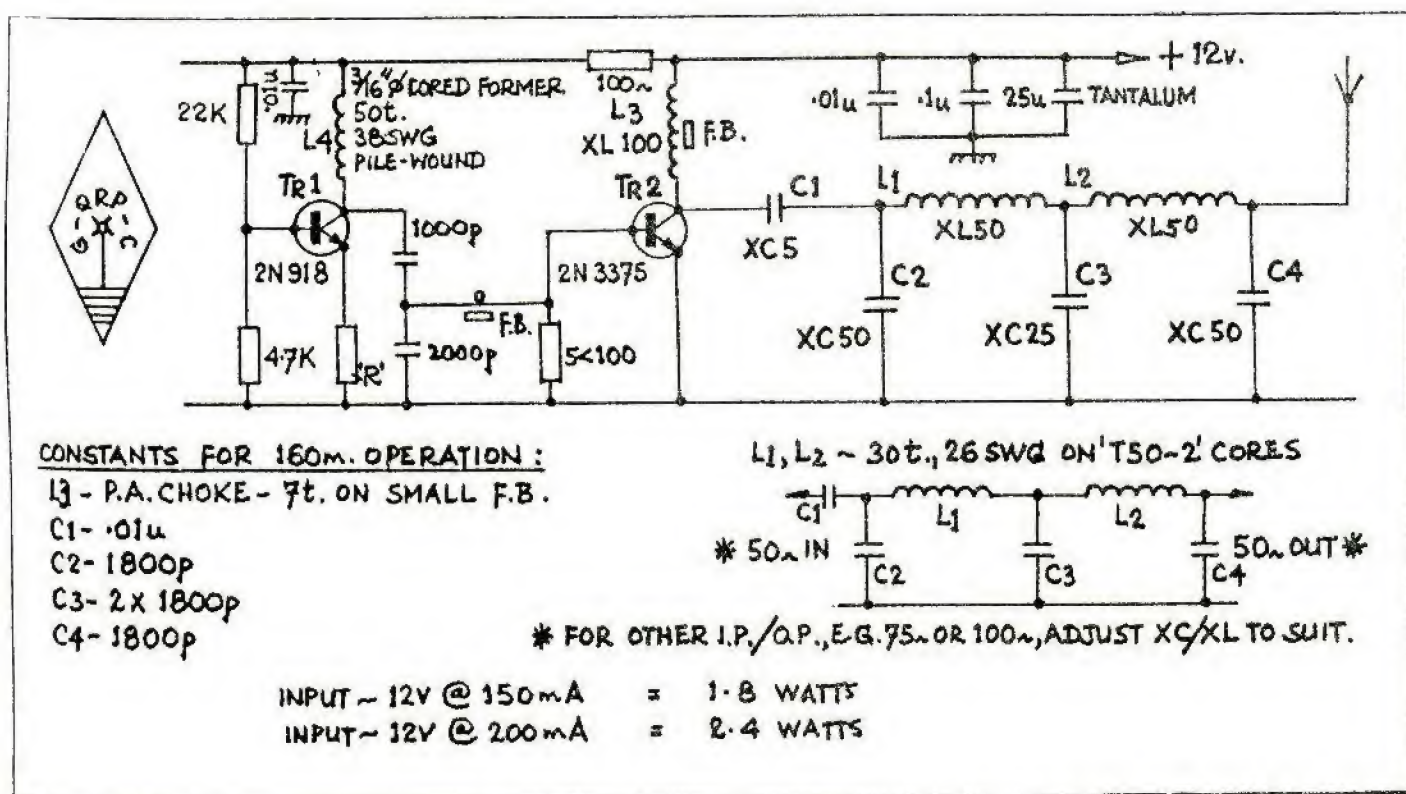 + 12v.
3/16"φ CORED FORMER.
50t.
38SWG
PILE-WOUND
L4
22K
.01u
100~
L3
XL100
F.B.
.01u
.1u
25u
TANTALUM
G-QRP-C
TR1
2N918
1000p
TR2
2N3375
C1
XC5
L1
XL50
L2
XL50
C2
XC50
C3
XC25
C4
XC50
4.7K
'R'
2000p
F.B.
5<100
CONSTANTS FOR 160m. OPERATION :
L3 - P.A. CHOKE - 7t. ON SMALL F.B.
C1 - .01u
C2 - 1800p
C3 - 2 X 1800p
C4 - 1800p
L1, L2 ~ 30t., 26 SWG ON 'T50~2' CORES
C1
L1
L2
* 50~ IN
C2
C3
C4
50~ OUT *
* FOR OTHER I.P./O.P., E.G. 75~ OR 100~, ADJUST XC/XL TO SUIT.
INPUT ~ 12V @ 150mA = 1.8 WATTS
INPUT ~ 12V @ 200mA = 2.4 WATTS